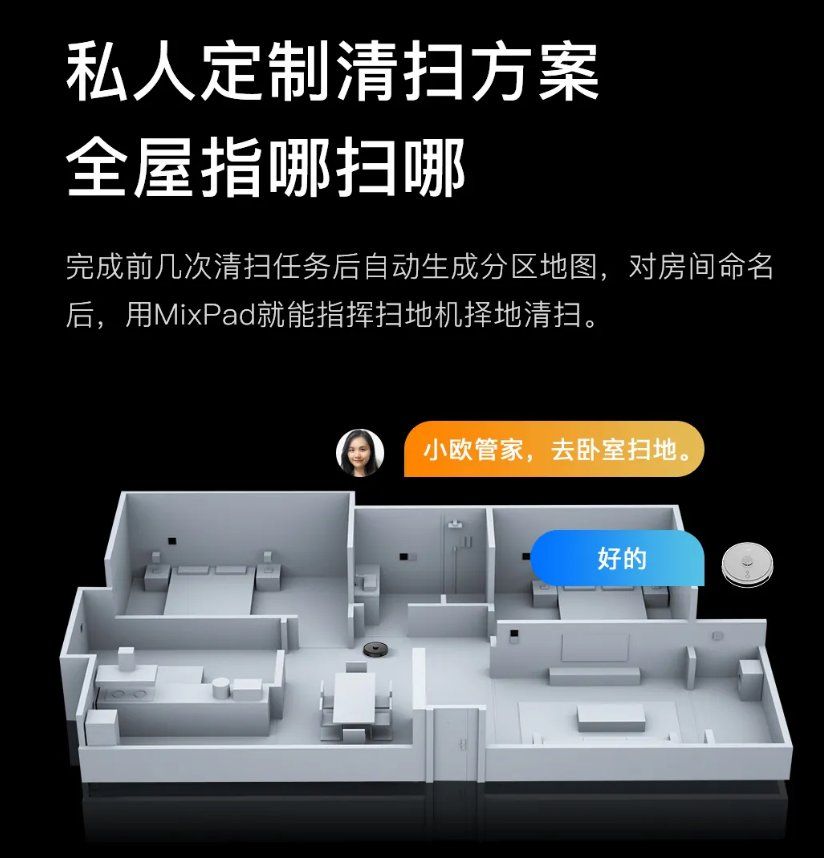 私人定制清扫方案
全屋指哪扫哪
完成前几次清扫任务后自动生成分区地图，对房间命名
后，用MixPad就能指挥扫地机择地清扫。
小欧管家，去卧室扫地。
好的